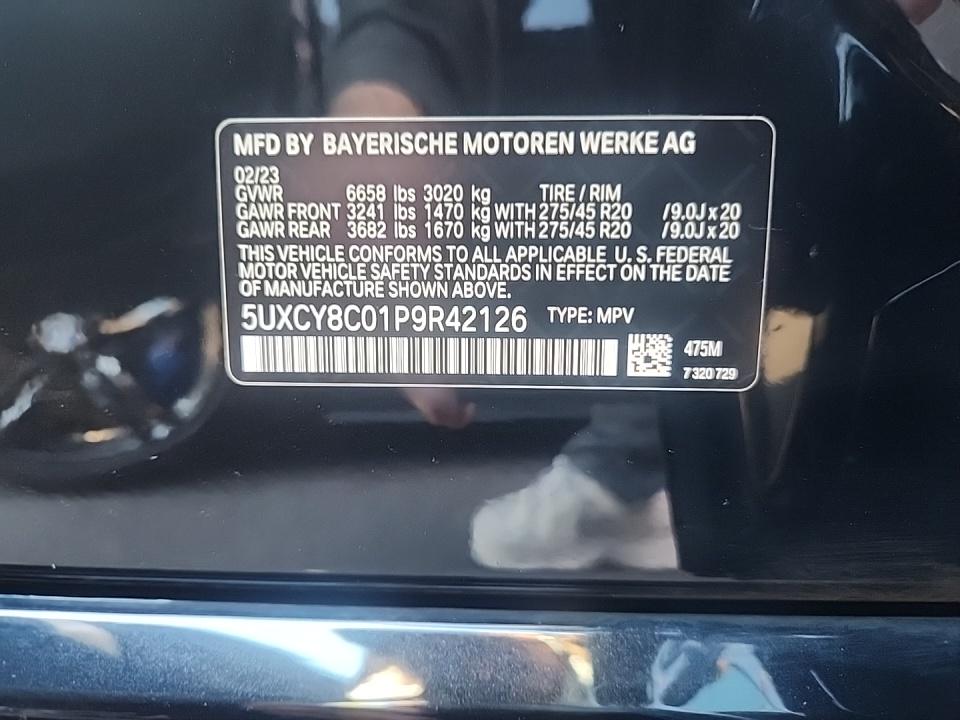 MFD BY BAYERISCHE MOTOREN WERKE AG
02/23
GVWR 6658 lbs 3020 kg TIRE / RIM
GAWR FRONT 3241 lbs 1470 kg WITH 275/45 R20 /9.0J x 20
GAWR REAR 3682 lbs 1670 kg WITH 275/45 R20 /9.0J x 20
THIS VEHICLE CONFORMS TO ALL APPLICABLE U. S. FEDERAL
MOTOR VEHICLE SAFETY STANDARDS IN EFFECT ON THE DATE
OF MANUFACTURE SHOWN ABOVE.
5UXCY8C01P9R42126 TYPE: MPV
475M
7 320 729